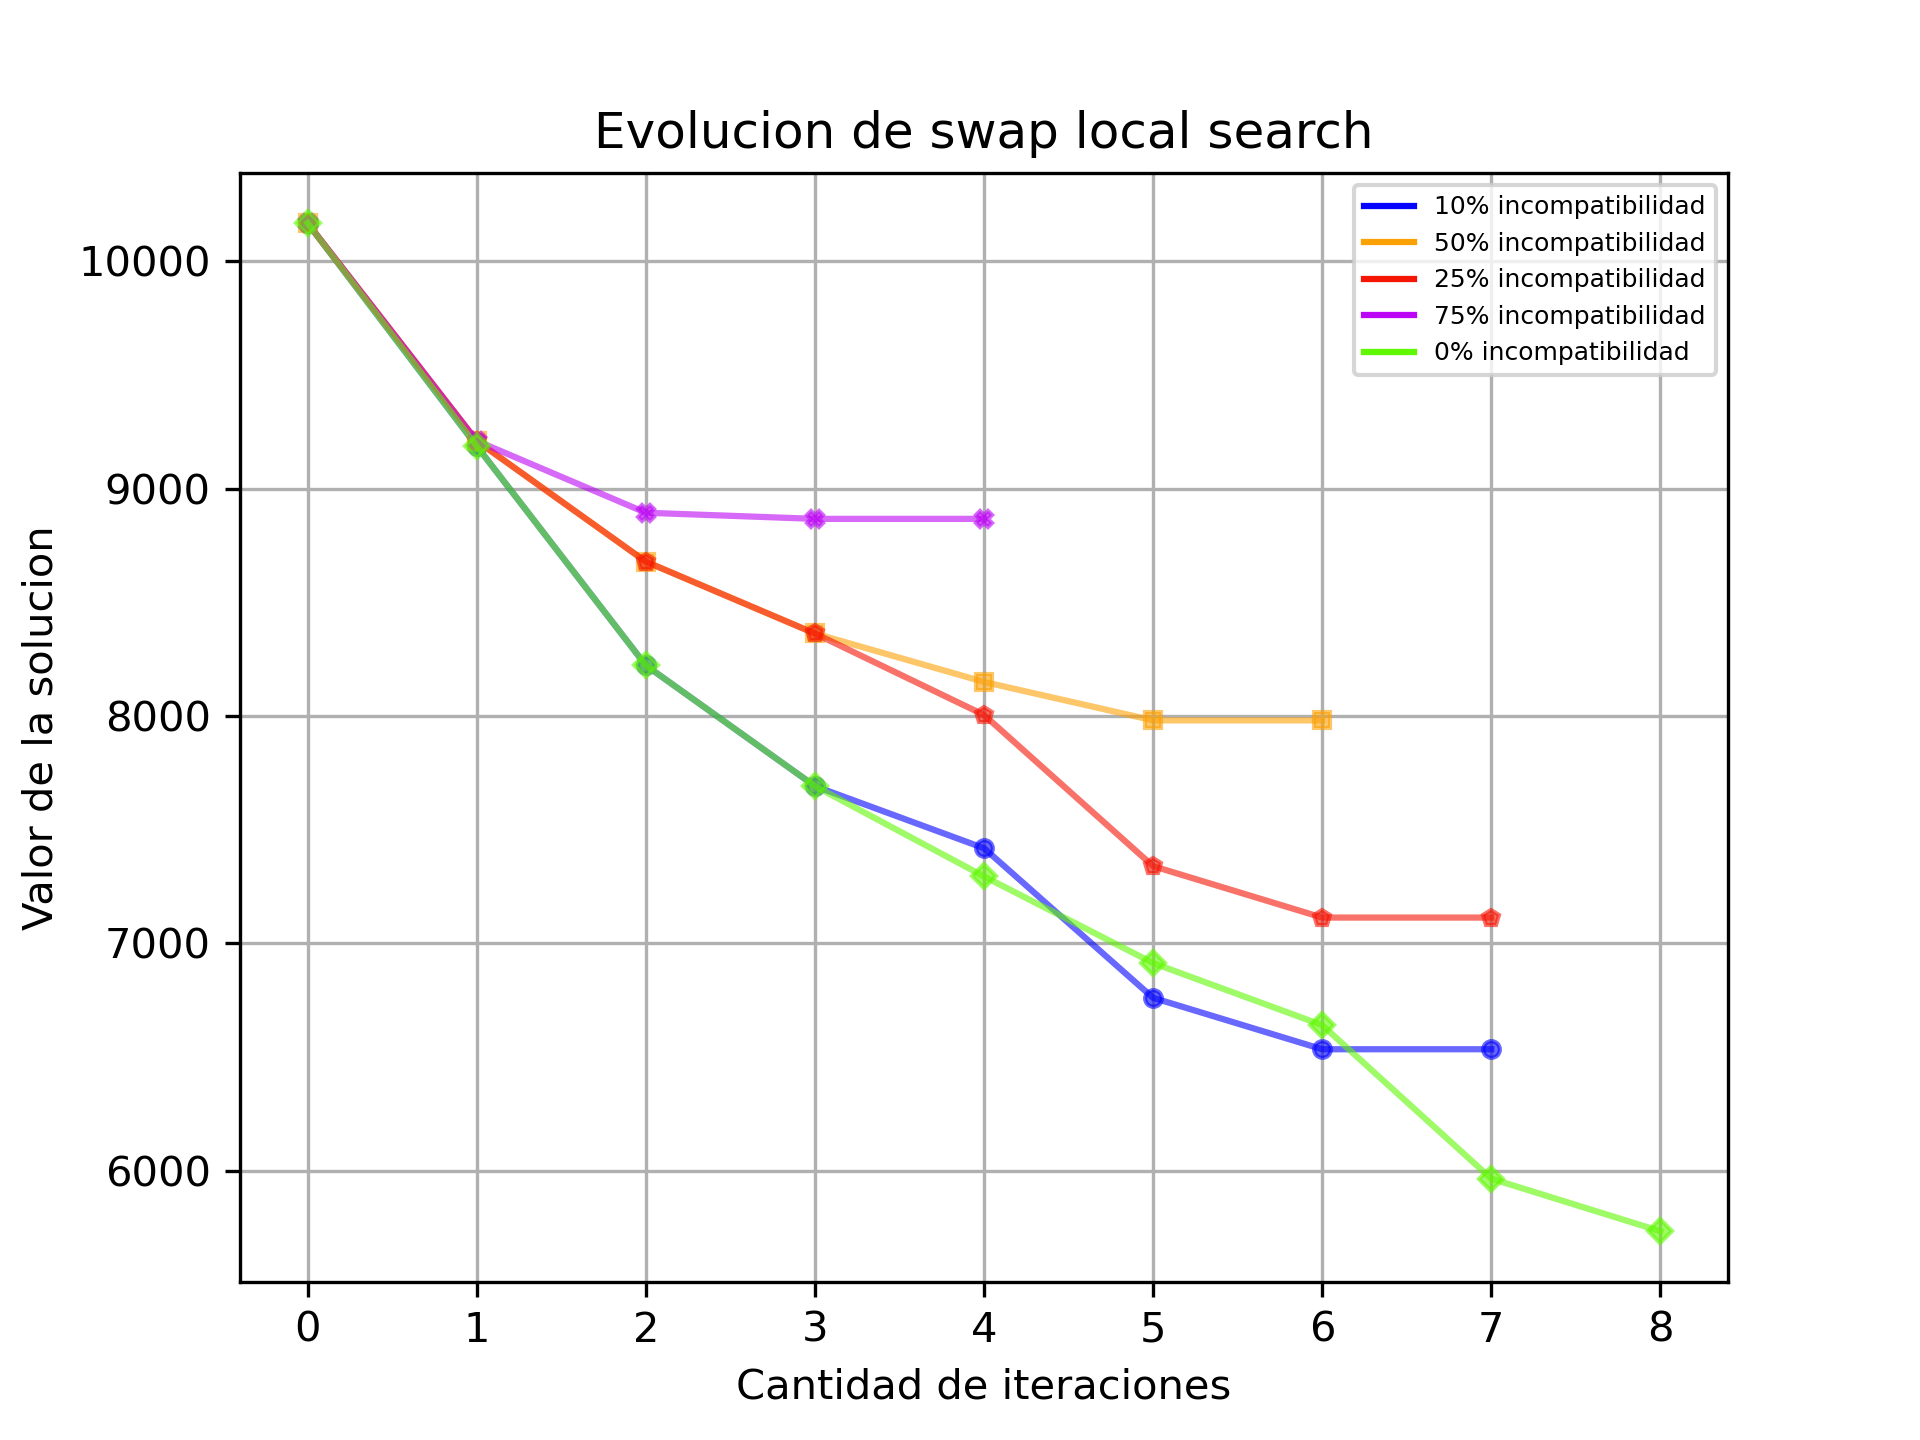 Evolucion de swap local search
10% incompatibilidad
50% incompatibilidad
25% incompatibilidad
75% incompatibilidad
0% incompatibilidad
Valor de la solucion
10000
9000
8000
7000
6000
0 1 2 3 4 5 6 7 8
Cantidad de iteraciones